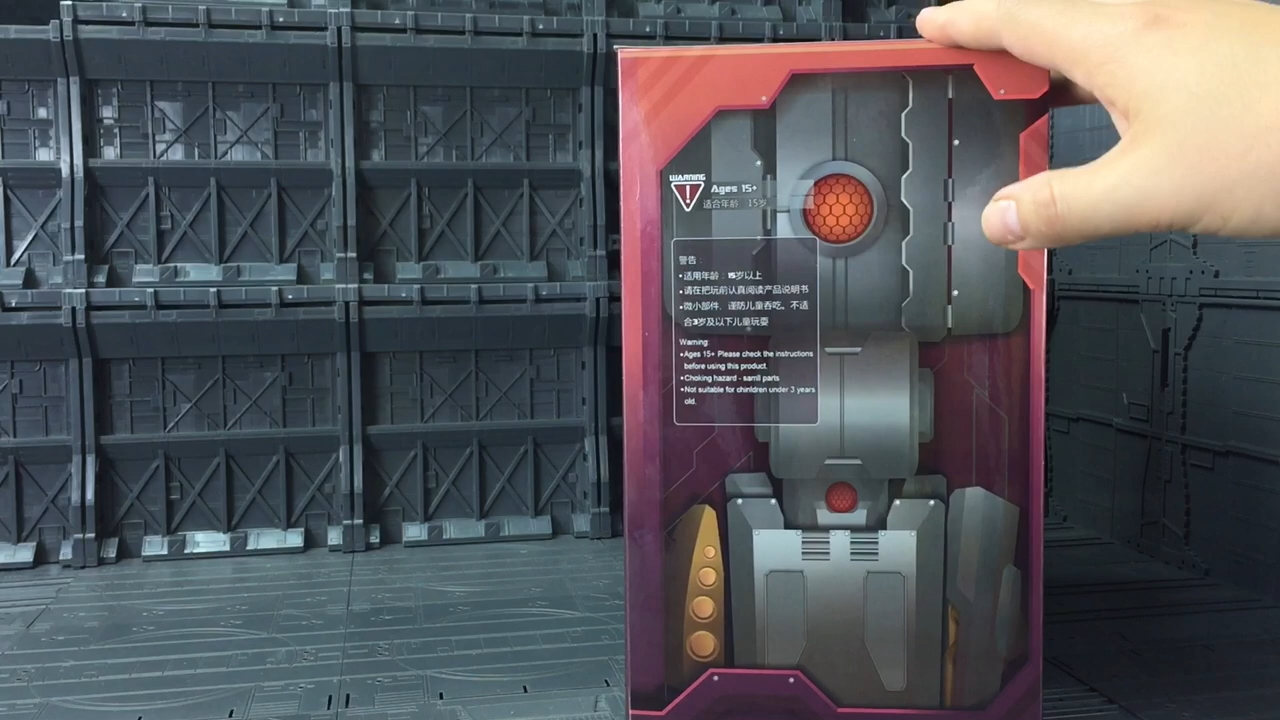 WARNING
!
Ages 15+
适合年龄 15岁
警告:
•适用年龄:15岁以上
•请在把玩前认真阅读产品说明书
•微小部件,谨防儿童吞吃。不适
合3岁及以下儿童玩耍
Warning:
•Ages 15+ Please check the instructions
before using this product.
•Choking hazard - samll parts
•Not suitable for chinldren under 3 years
old.